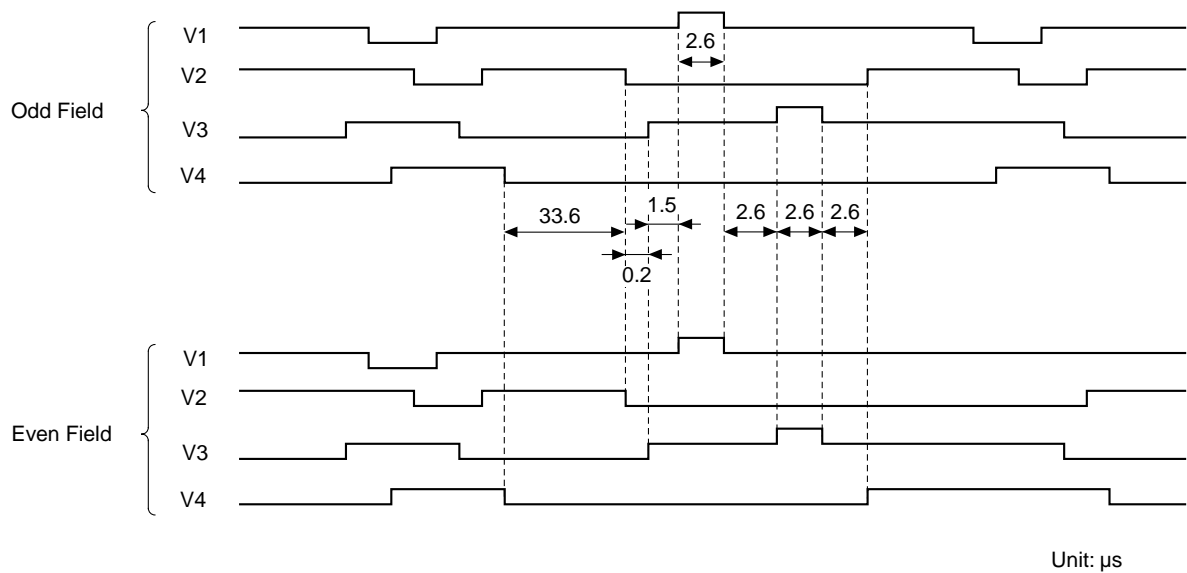 Odd Field
V1
2.6
V2
V3
V4
33.6
1.5
2.6
2.6
2.6
0.2
Even Field
V1
V2
V3
V4
Unit: µs